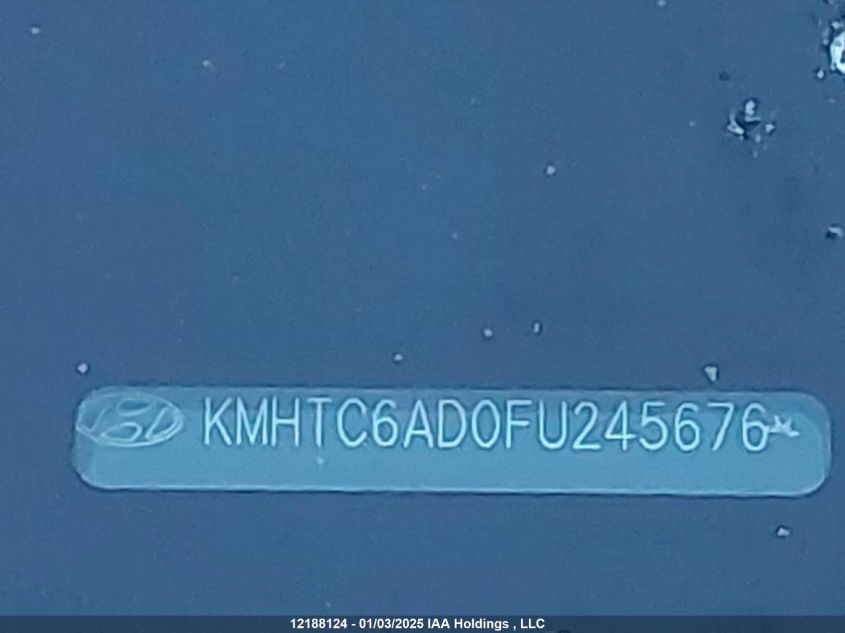 KMHTC6AD0FU245676
12188124 - 01/03/2025 IAA Holdings , LLC